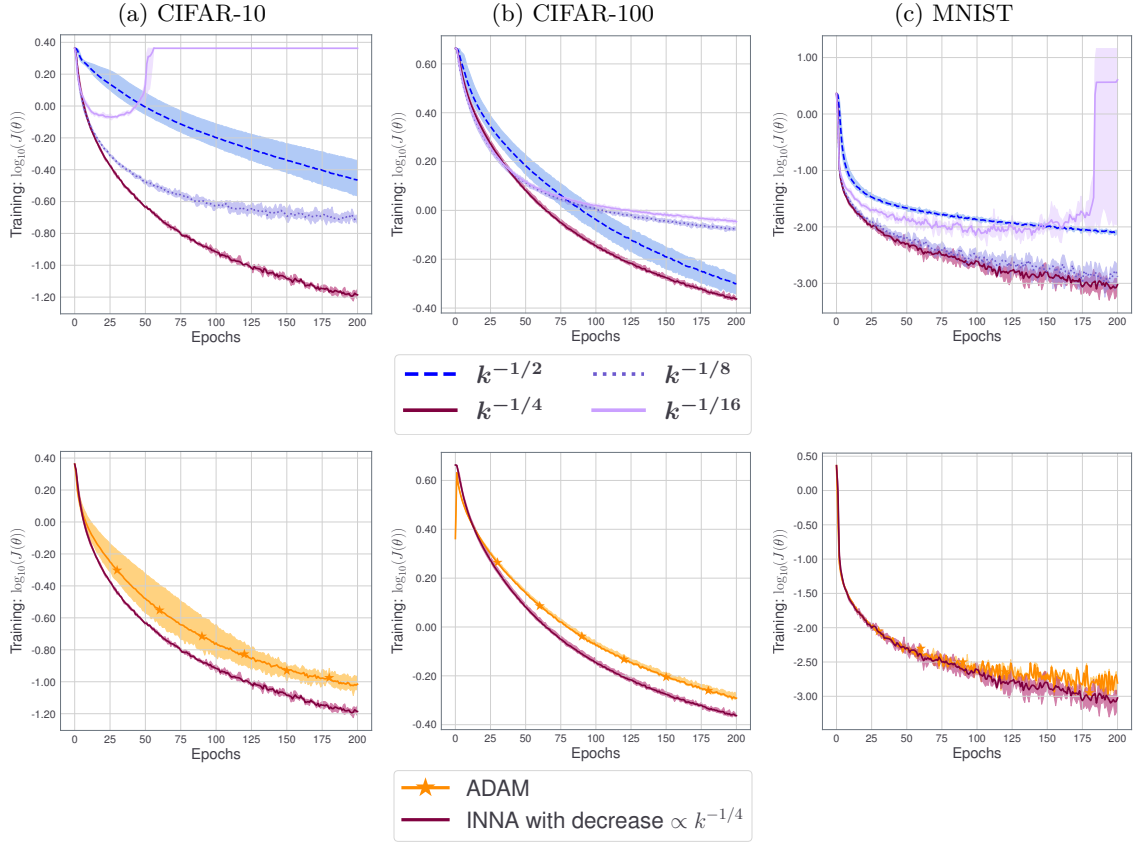 (a) CIFAR-10
(b) CIFAR-100
(c) MNIST
Training: log₁₀(J(θ))
0.40
0.20
0.00
-0.20
-0.40
-0.60
-0.80
-1.00
-1.20
0 25 50 75 100 125 150 175 200
Epochs
Training: log₁₀(J(θ))
0.60
0.40
0.20
0.00
-0.20
-0.40
0 25 50 75 100 125 150 175 200
Epochs
Training: log₁₀(J(θ))
1.00
0.00
-1.00
-2.00
-3.00
0 25 50 75 100 125 150 175 200
Epochs
k^{-1/2} k^{-1/8}
k^{-1/4} k^{-1/16}
Training: log₁₀(J(θ))
0.40
0.20
0.00
-0.20
-0.40
-0.60
-0.80
-1.00
-1.20
0 25 50 75 100 125 150 175 200
Epochs
Training: log₁₀(J(θ))
0.60
0.40
0.20
0.00
-0.20
-0.40
0 25 50 75 100 125 150 175 200
Epochs
Training: log₁₀(J(θ))
0.50
0.00
-0.50
-1.00
-1.50
-2.00
-2.50
-3.00
0 25 50 75 100 125 150 175 200
Epochs
ADAM
INNA with decrease ∝ k^{-1/4}